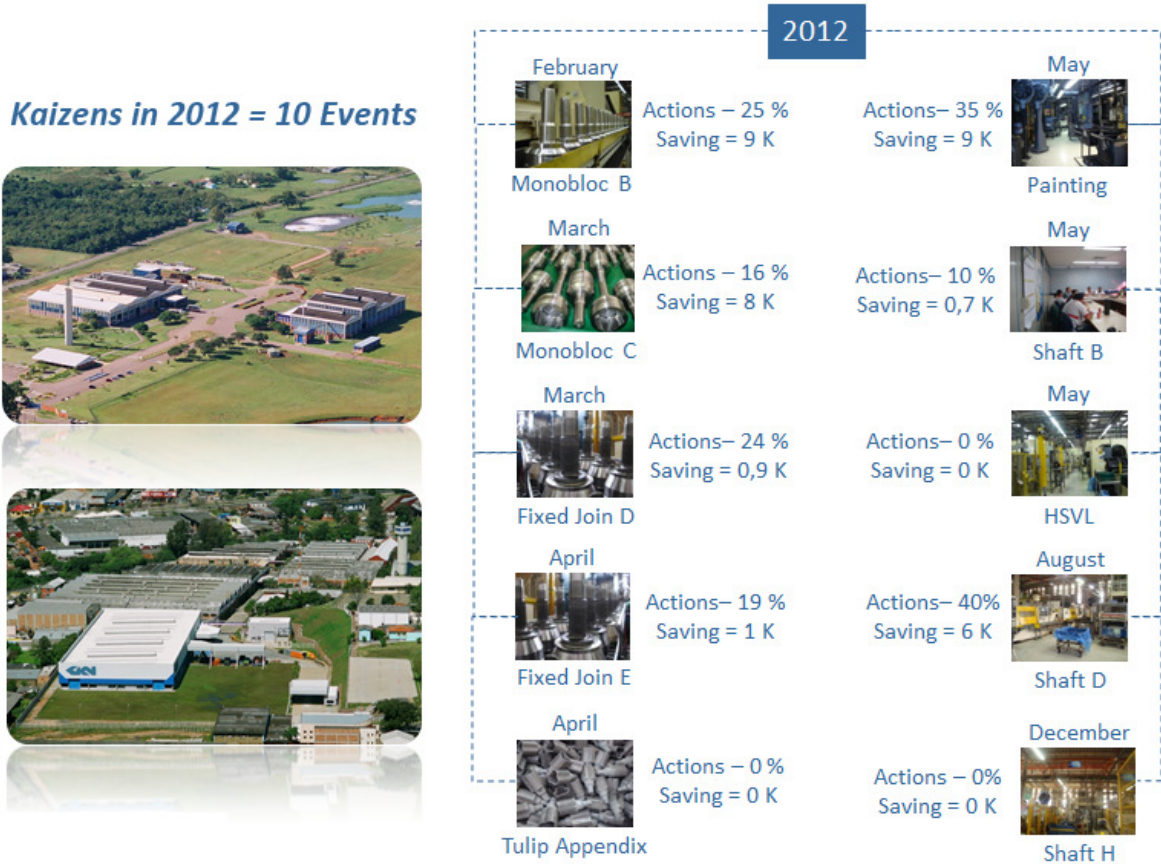 2012
Kaizens in 2012 = 10 Events
February
Actions – 25 %
Saving = 9 K
Monobloc B
March
Actions – 16 %
Saving = 8 K
Monobloc C
March
Actions– 24 %
Saving = 0,9 K
Fixed Join D
April
Actions– 19 %
Saving = 1 K
Fixed Join E
April
Actions – 0 %
Saving = 0 K
Tulip Appendix
May
Actions– 35 %
Saving = 9 K
Painting
May
Actions– 10 %
Saving = 0,7 K
Shaft B
May
Actions– 0 %
Saving = 0 K
HSVL
August
Actions– 40%
Saving = 6 K
Shaft D
December
Actions– 0%
Saving = 0 K
Shaft H
GKN